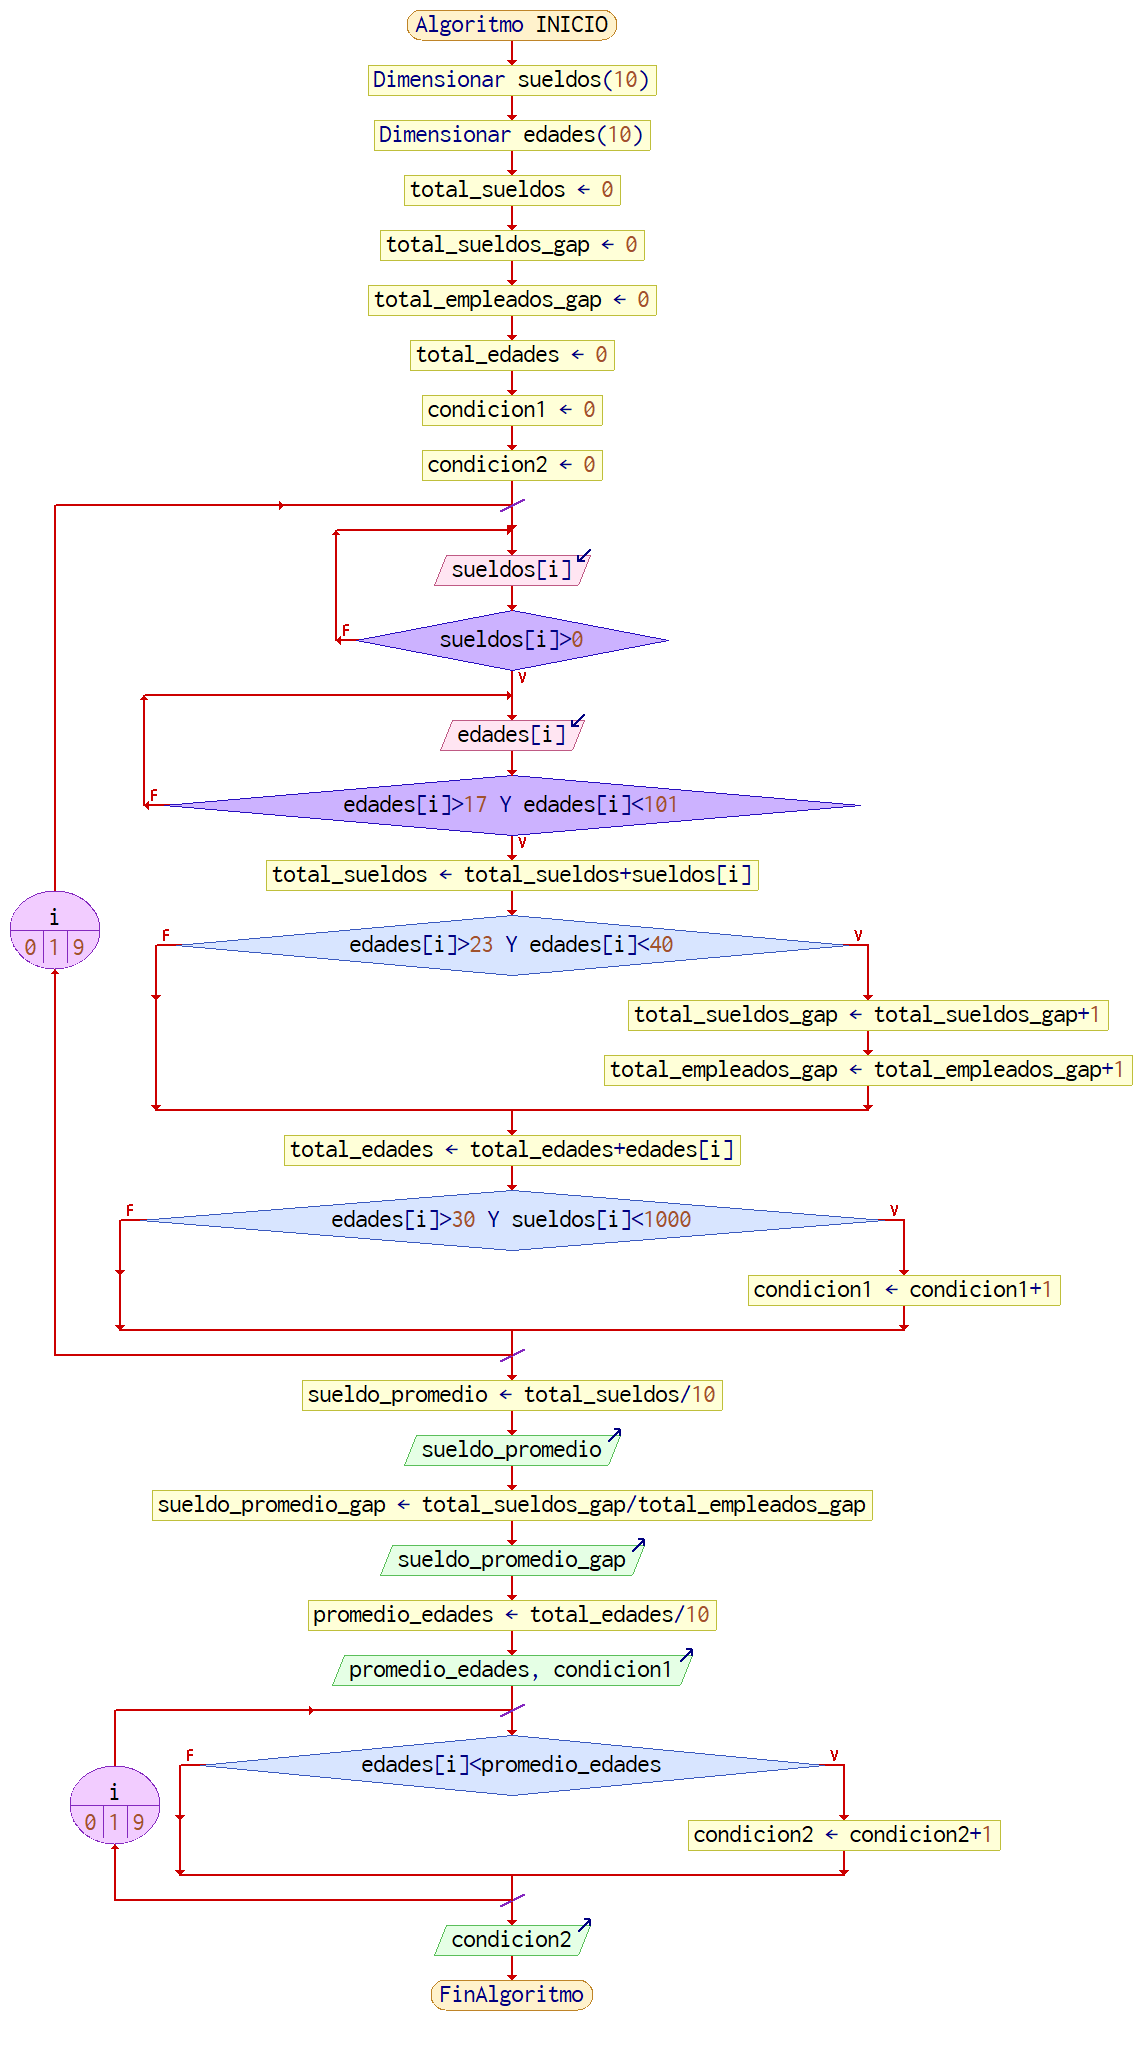 Algoritmo INICIO
Dimensionar sueldos(10)
Dimensionar edades(10)
total_sueldos ← 0
total_sueldos_gap ← 0
total_empleados_gap ← 0
total_edades ← 0
condicion1 ← 0
condicion2 ← 0
sueldos[i]
F
sueldos[i]>0
V
edades[i]
F
edades[i]>17 Y edades[i]<101
V
total_sueldos ← total_sueldos+sueldos[i]
i
0 1 9
F
edades[i]>23 Y edades[i]<40
V
total_sueldos_gap ← total_sueldos_gap+1
total_empleados_gap ← total_empleados_gap+1
total_edades ← total_edades+edades[i]
F
edades[i]>30 Y sueldos[i]<1000
V
condicion1 ← condicion1+1
sueldo_promedio ← total_sueldos/10
sueldo_promedio
sueldo_promedio_gap ← total_sueldos_gap/total_empleados_gap
sueldo_promedio_gap
promedio_edades ← total_edades/10
promedio_edades, condicion1
F
edades[i]<promedio_edades
V
i
0 1 9
condicion2 ← condicion2+1
condicion2
FinAlgoritmo